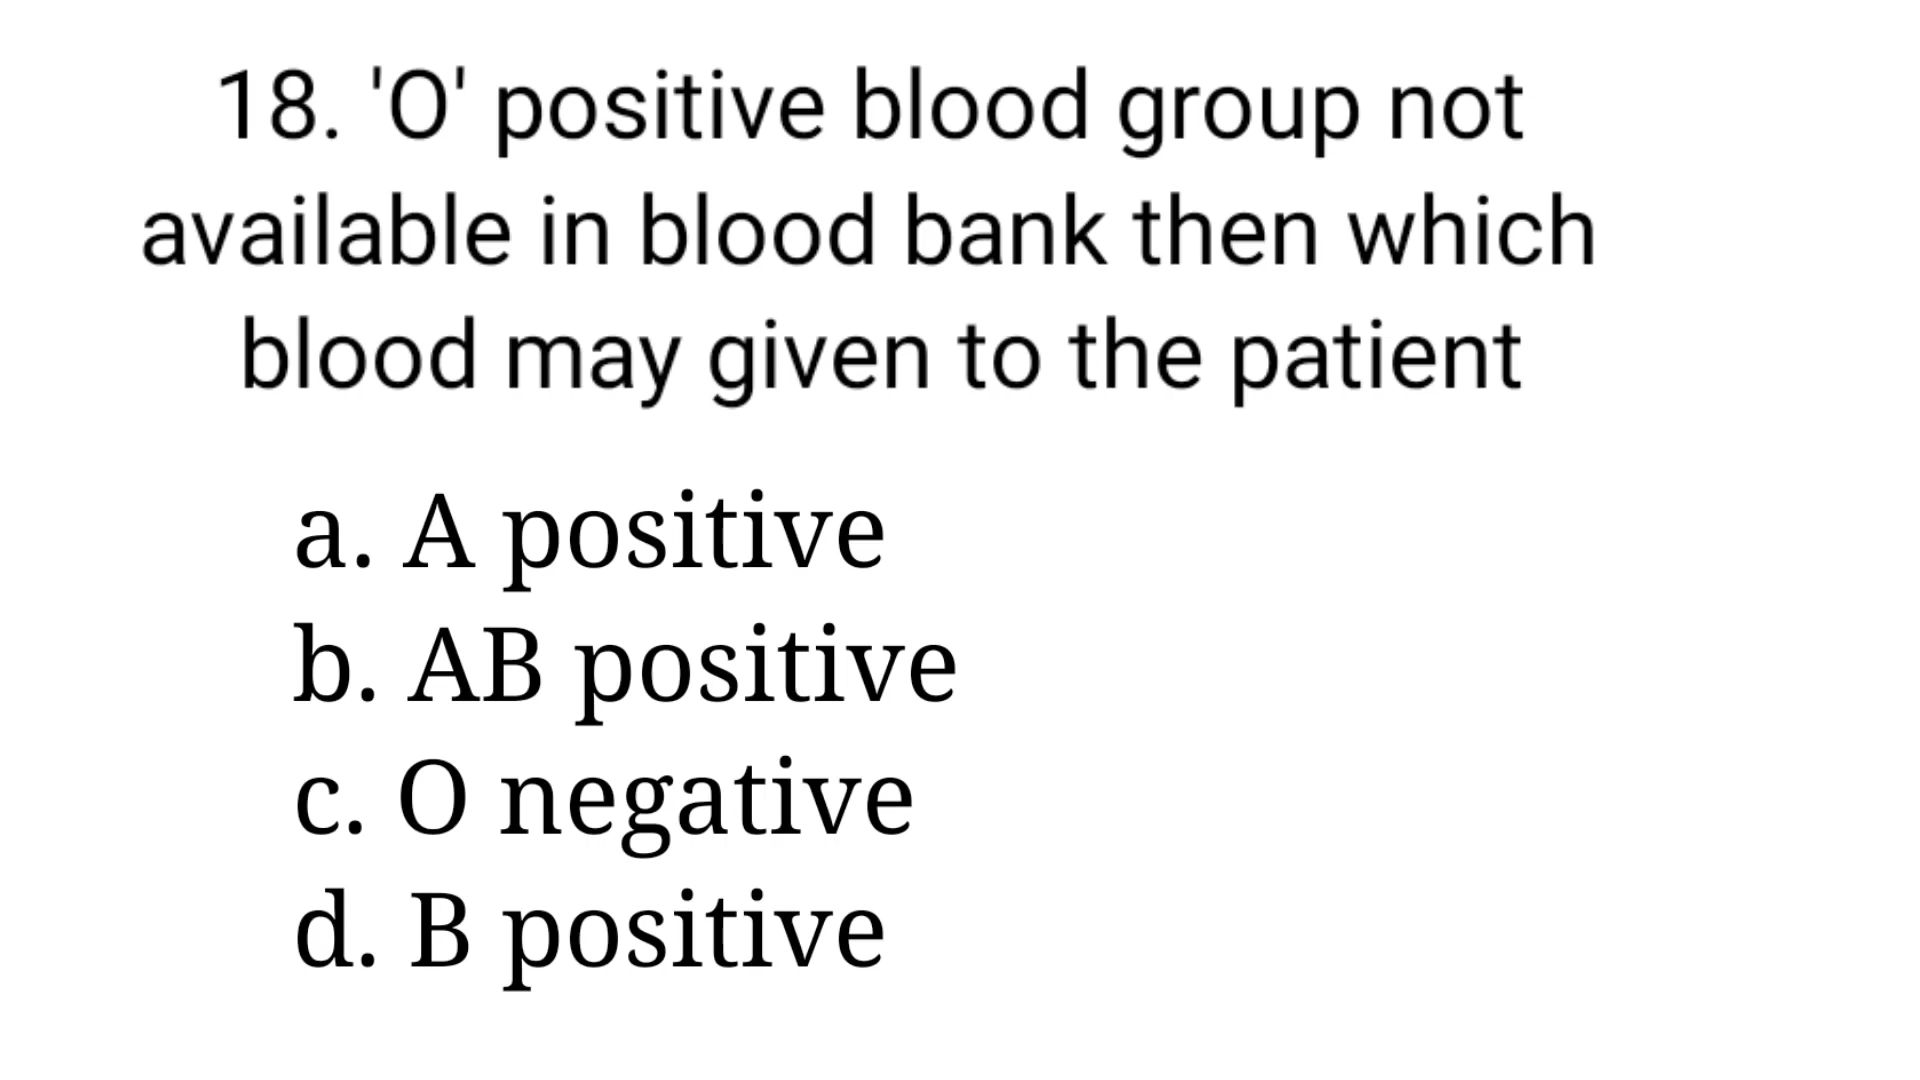 18. 'O' positive blood group not
available in blood bank then which
blood may given to the patient
a. A positive
b. AB positive
c. O negative
d. B positive